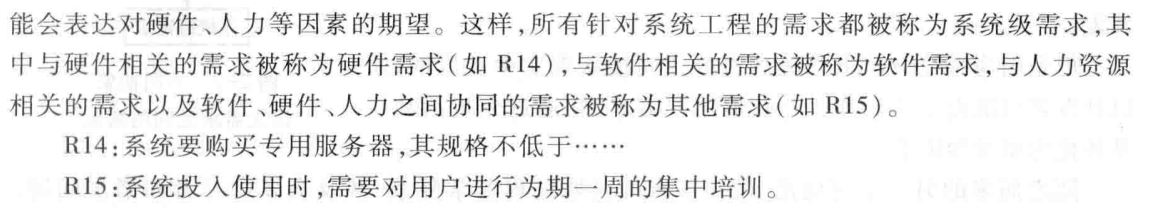 能会表达对硬件、人力等因素的期望。这样,所有针对系统工程的需求都被称为系统级需求,其
中与硬件相关的需求被称为硬件需求(如 R14),与软件相关的需求被称为软件需求,与人力资源
相关的需求以及软件、硬件、人力之间协同的需求被称为其他需求(如 R15)。
R14:系统要购买专用服务器,其规格不低于……
R15:系统投入使用时,需要对用户进行为期一周的集中培训。